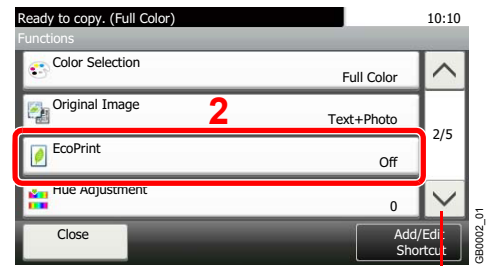 Ready to copy. (Full Color)
10:10
Functions
Color Selection
Full Color
Original Image
2
Text+Photo
2/5
EcoPrint
Off
Hue Adjustment
0
Close
Add/Edit
Shortcut
GB0002_01